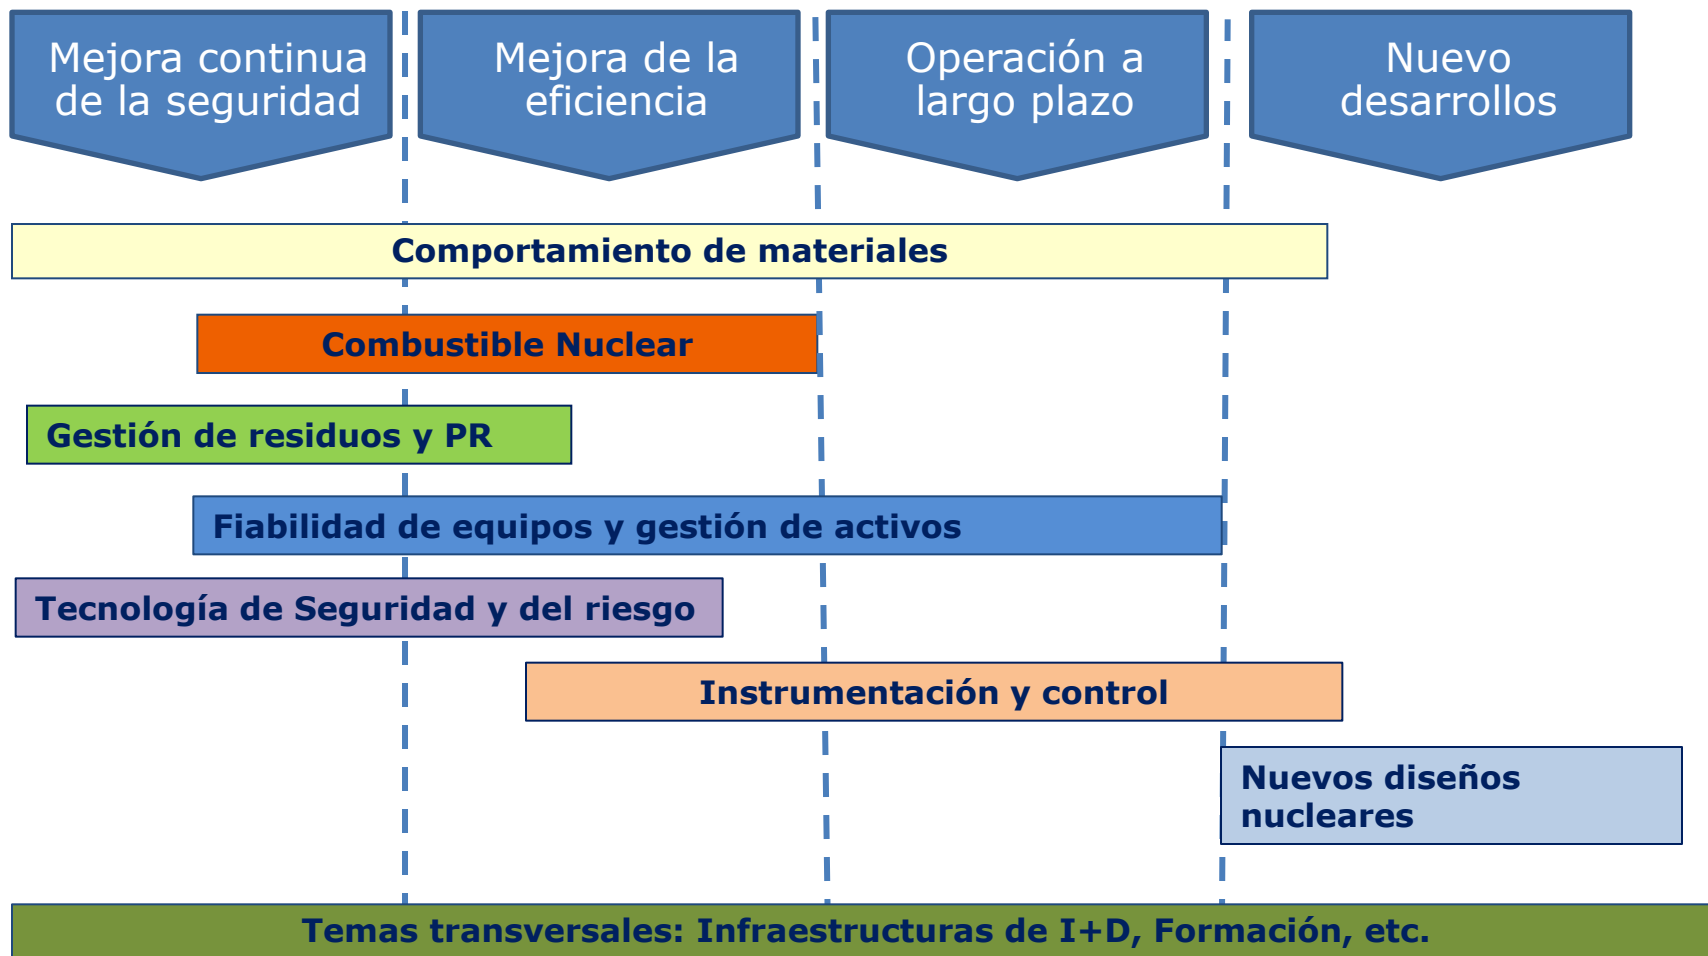 Mejora continua
de la seguridad
Mejora de la
eficiencia
Operación a
largo plazo
Nuevo
desarrollos
Comportamiento de materiales
Combustible Nuclear
Gestión de residuos y PR
Fiabilidad de equipos y gestión de activos
Tecnología de Seguridad y del riesgo
Instrumentación y control
Nuevos diseños
nucleares
Temas transversales: Infraestructuras de I+D, Formación, etc.